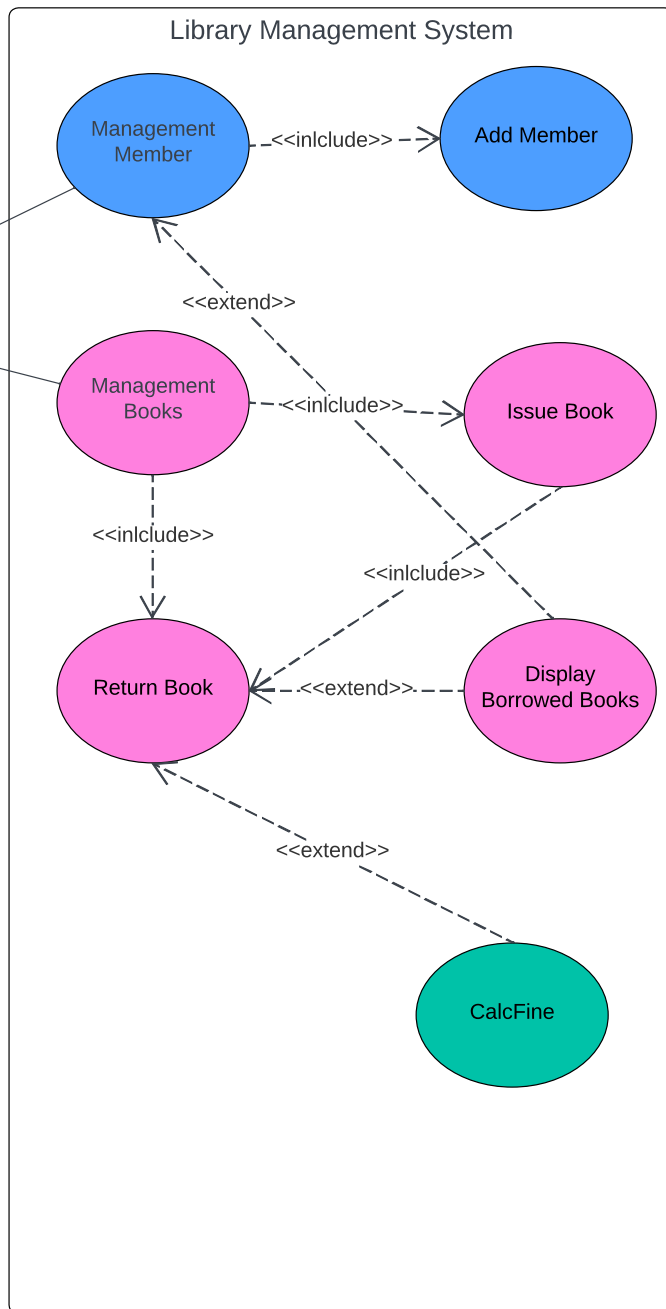 Library Management System
Management
Member
<<inlclude>>
Add Member
<<extend>>
Management
Books
<<inlclude>>
Issue Book
<<inlclude>>
<<inlclude>>
Return Book
<<extend>>
Display
Borrowed Books
<<extend>>
CalcFine